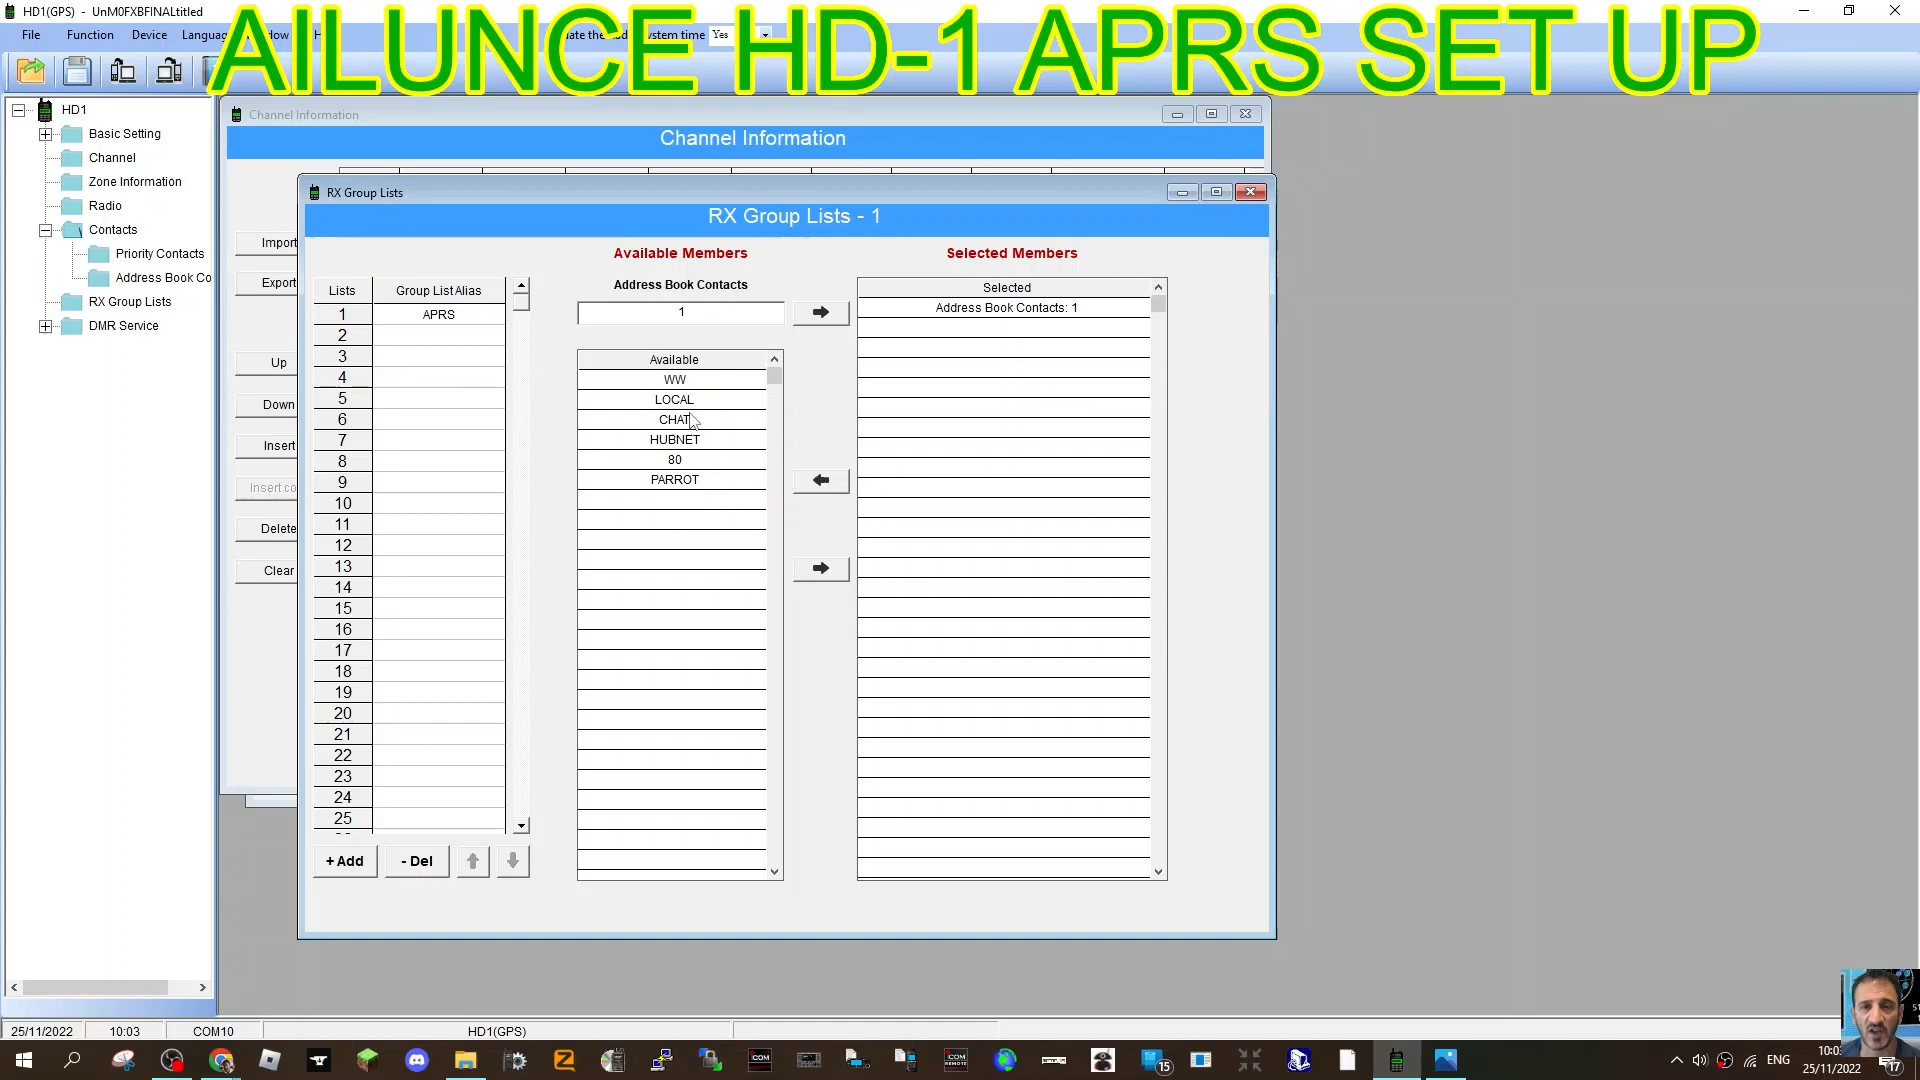 HD1(GPS) - UnM0FXBFINALtitled
AILUNCE HD-1 APRS SET UP
File Function Device Yes
HD1
Basic Setting
Channel
Zone Information
Radio
Contacts
Priority Contacts
Address Book Co
RX Group Lists
DMR Service
Channel Information
Channel Information
Import
Export
Up
Down
Insert
Insert co
Delete
Clear
RX Group Lists
RX Group Lists - 1
Available Members
Selected Members
Address Book Contacts
1
Lists Group List Alias
1 APRS
2
3
4
5
6
7
8
9
10
11
12
13
14
15
16
17
18
19
20
21
22
23
24
25
Available
WW
LOCAL
CHAT
HUBNET
80
PARROT
Selected
Address Book Contacts: 1
+ Add - Del
25/11/2022 10:03 COM10 HD1(GPS)
ENG
25/11/2022
15
17